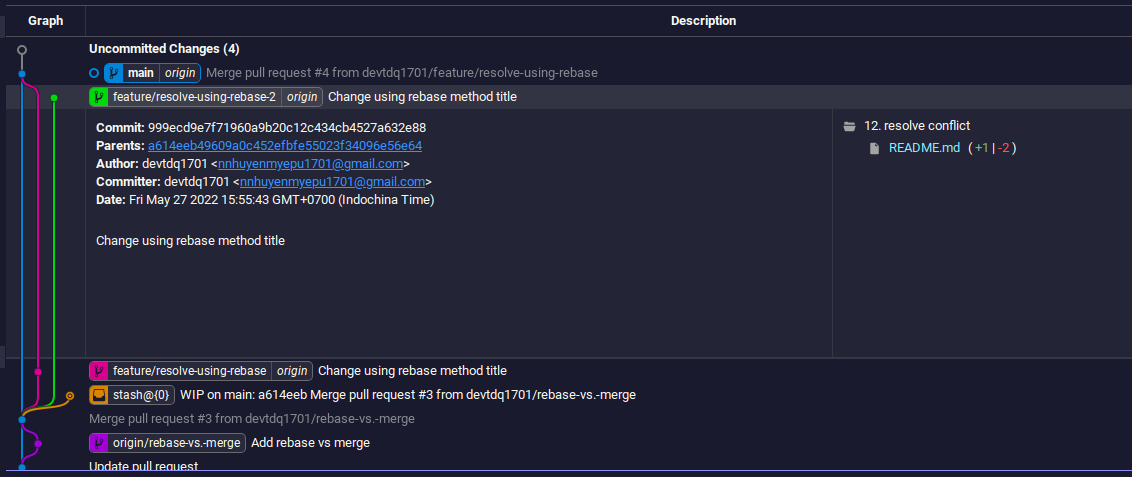 Graph Description
Uncommitted Changes (4)
main origin Merge pull request #4 from devtdq1701/feature/resolve-using-rebase
feature/resolve-using-rebase-2 origin Change using rebase method title
Commit: 999ecd9e7f71960a9b20c12c434cb4527a632e88
Parents: a614eeb49609a0c452efbfe55023f34096e56e64
Author: devtdq1701 <nnhuyenmyepu1701@gmail.com>
Committer: devtdq1701 <nnhuyenmyepu1701@gmail.com>
Date: Fri May 27 2022 15:55:43 GMT+0700 (Indochina Time)
Change using rebase method title
12. resolve conflict
README.md (+1|-2)
feature/resolve-using-rebase origin Change using rebase method title
stash@{0} WIP on main: a614eeb Merge pull request #3 from devtdq1701/rebase-vs.-merge
Merge pull request #3 from devtdq1701/rebase-vs.-merge
origin/rebase-vs.-merge Add rebase vs merge
Update pull request